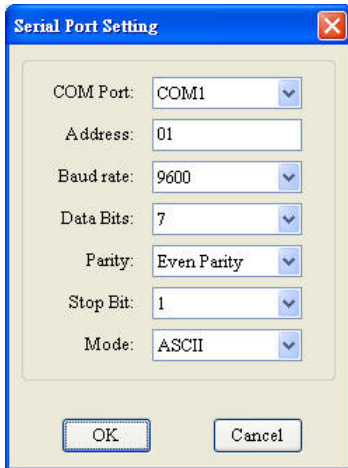 Serial Port Setting
COM Port: COM1
Address: 01
Baud rate: 9600
Data Bits: 7
Parity: Even Parity
Stop Bit: 1
Mode: ASCII
OK Cancel